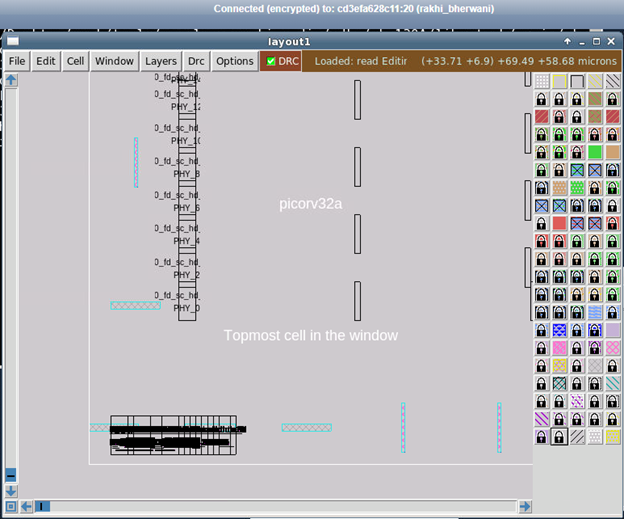 Connected (encrypted) to: cd3efa628c11:20 (rakhi_bherwani)
layout1
File Edit Cell Window Layers Drc Options DRC Loaded: read Editir (+33.71 +6.9) +69.49 +58.68 microns
0_fd_sc_hd_
PHY_12
0_fd_sc_hd_
PHY_10
0_fd_sc_hd_
PHY_8
0_fd_sc_hd_
PHY_6
picorv32a
0_fd_sc_hd_
PHY_4
0_fd_sc_hd_
PHY_2
0_fd_sc_hd_
PHY_0
Topmost cell in the window